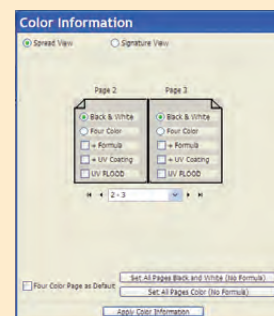 Color Information
Spread View Signature View
Page 2 Page 3
Black & White Black & White
Four Color Four Color
+ Formula + Formula
+ UV Coating + UV Coating
UV FLOOD UV FLOOD
2 - 3
Set All Pages Black and White (No Formula)
Four Color Page as Default
Set All Pages Color (No Formula)
Apply Color Information